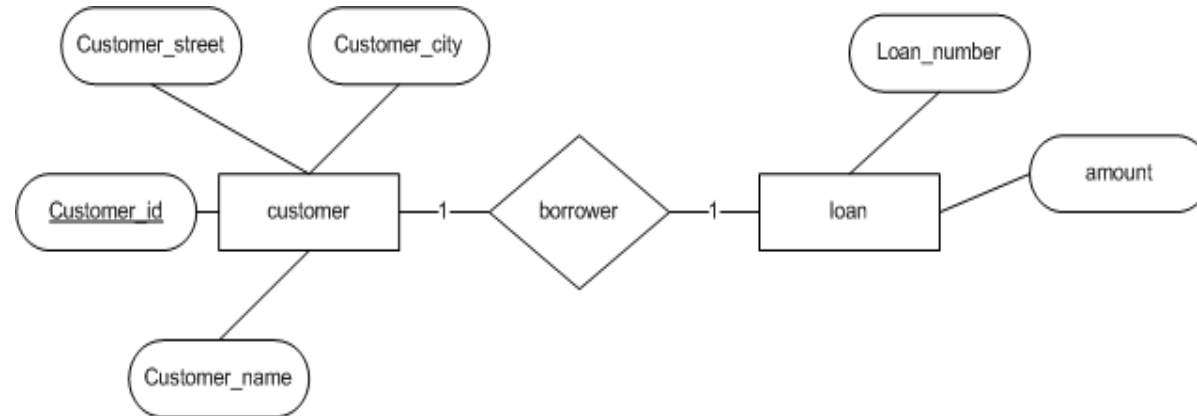 Customer_street
Customer_city
Loan_number
Customer_id
customer
1
borrower
1
loan
amount
Customer_name